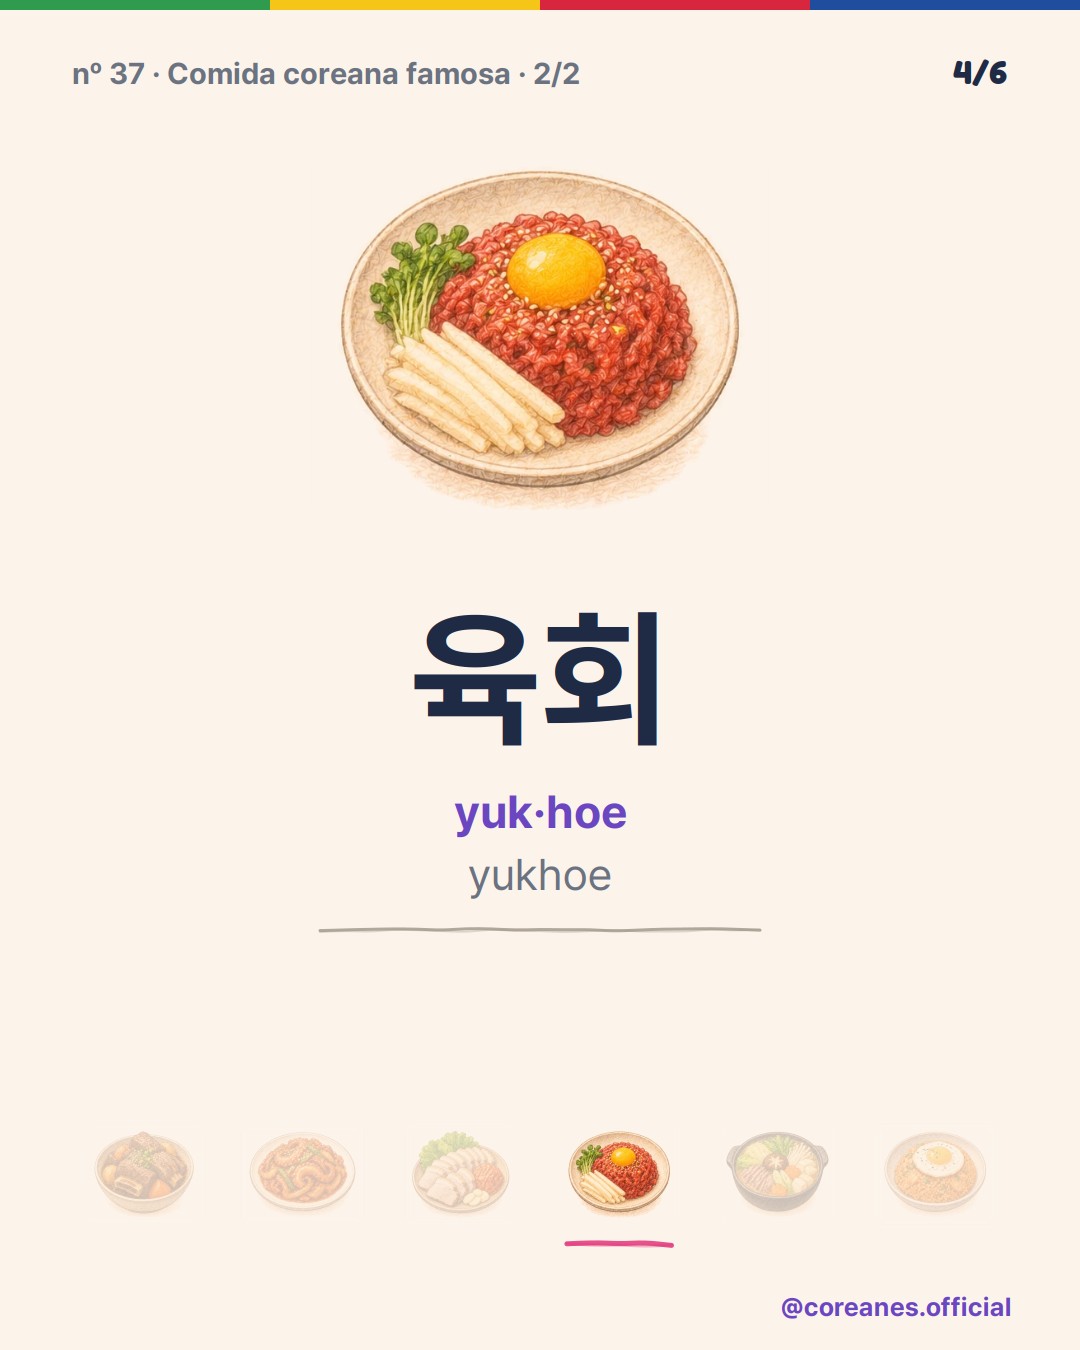 nº 37 · Comida coreana famosa · 2/2
4/6
육회
yuk·hoe
yukhoe
@coreanes.official